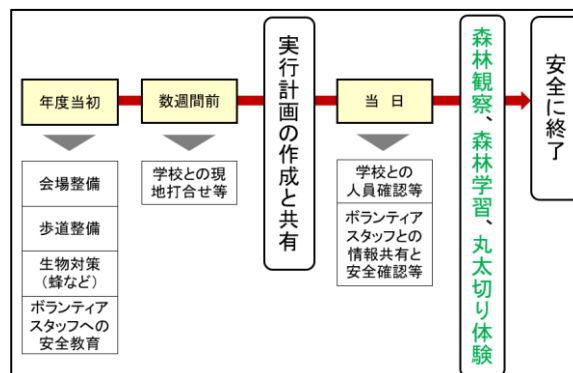 年度当初
会場整備
歩道整備
生物対策
（蜂など）
ボランティア
スタッフへの
安全教育
数週間前
学校との現
地打合せ等
実行計画の作成と共有
当　日
学校との
人員確認等
ボランティア
スタッフとの
情報共有と
安全確認等
森林観察、森林学習、丸太切り体験
安全に終了